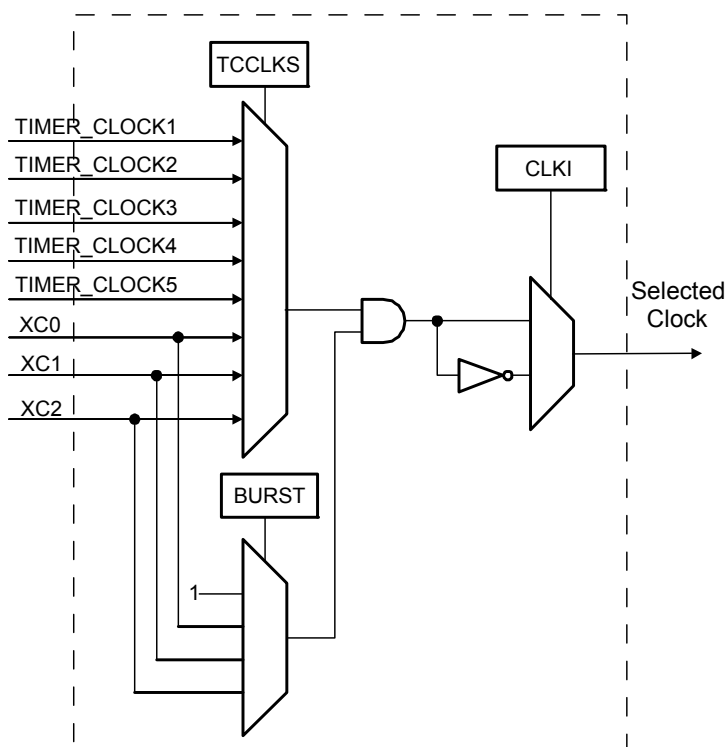 TCCLKS
TIMER_CLOCK1
TIMER_CLOCK2
TIMER_CLOCK3
TIMER_CLOCK4
TIMER_CLOCK5
XC0
XC1
XC2
CLKI
Selected
Clock
BURST
1